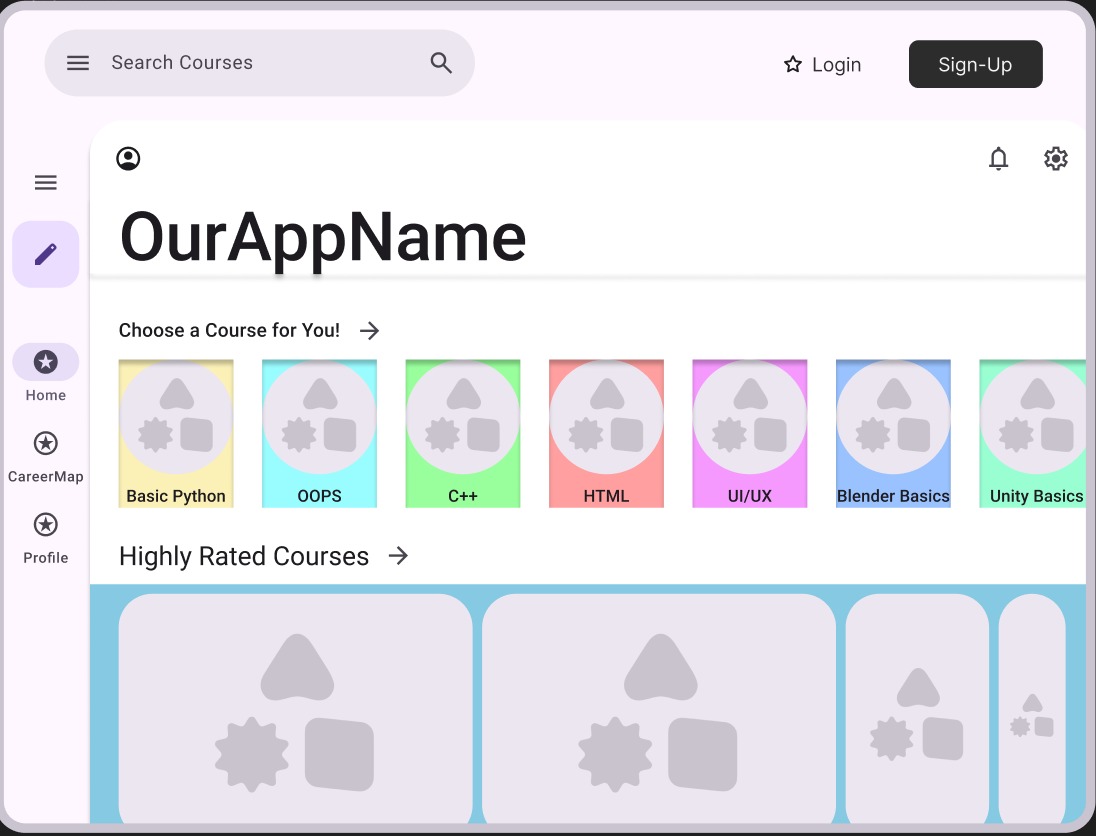 Search Courses
Login
Sign-Up
OurAppName
Choose a Course for You!
Home
CareerMap
Profile
Basic Python
OOPS
C++
HTML
UI/UX
Blender Basics
Unity Basics
Highly Rated Courses